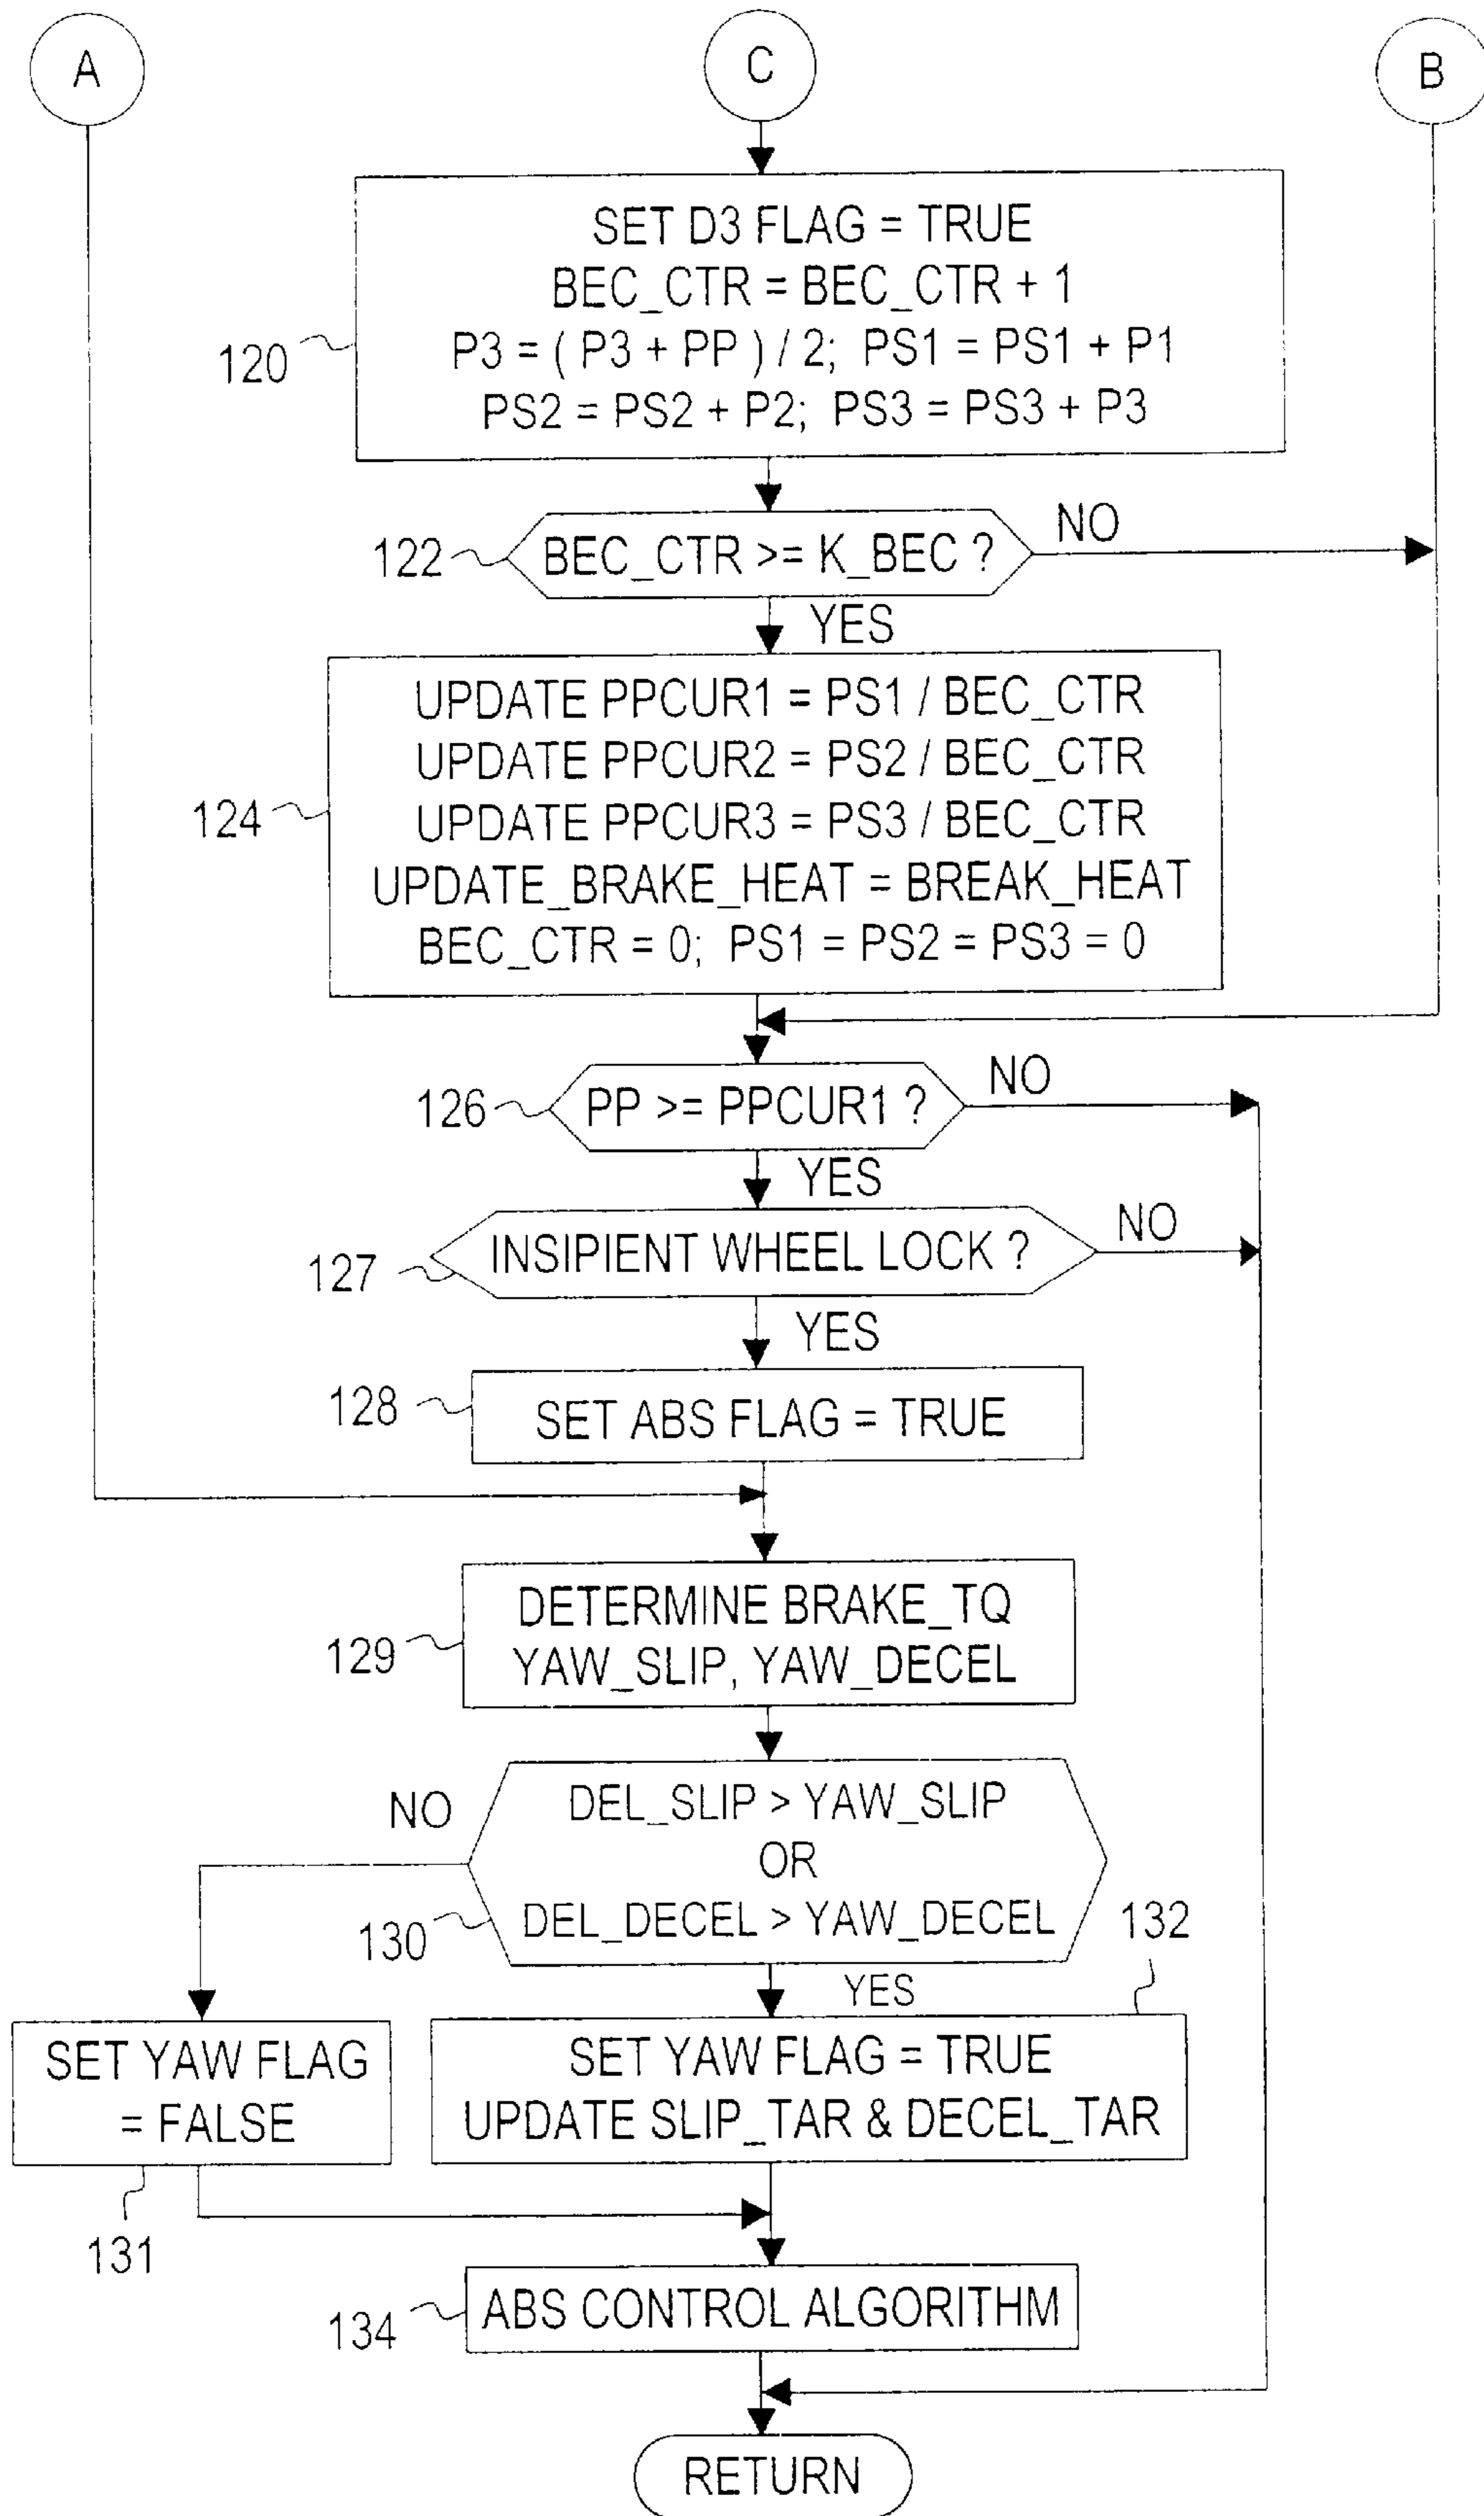 A
C
B
SET D3 FLAG = TRUE
BEC_CTR = BEC_CTR + 1
P3 = ( P3 + PP ) / 2; PS1 = PS1 + P1
PS2 = PS2 + P2; PS3 = PS3 + P3
120
BEC_CTR >= K_BEC ?
NO
122
YES
UPDATE PPCUR1 = PS1 / BEC_CTR
UPDATE PPCUR2 = PS2 / BEC_CTR
UPDATE PPCUR3 = PS3 / BEC_CTR
UPDATE_BRAKE_HEAT = BREAK_HEAT
BEC_CTR = 0; PS1 = PS2 = PS3 = 0
124
PP >= PPCUR1 ?
NO
126
YES
INSIPIENT WHEEL LOCK ?
NO
127
YES
SET ABS FLAG = TRUE
128
DETERMINE BRAKE_TQ
YAW_SLIP, YAW_DECEL
129
NO
DEL_SLIP > YAW_SLIP
OR
DEL_DECEL > YAW_DECEL
130
132
YES
SET YAW FLAG
= FALSE
131
SET YAW FLAG = TRUE
UPDATE SLIP_TAR & DECEL_TAR
ABS CONTROL ALGORITHM
134
RETURN